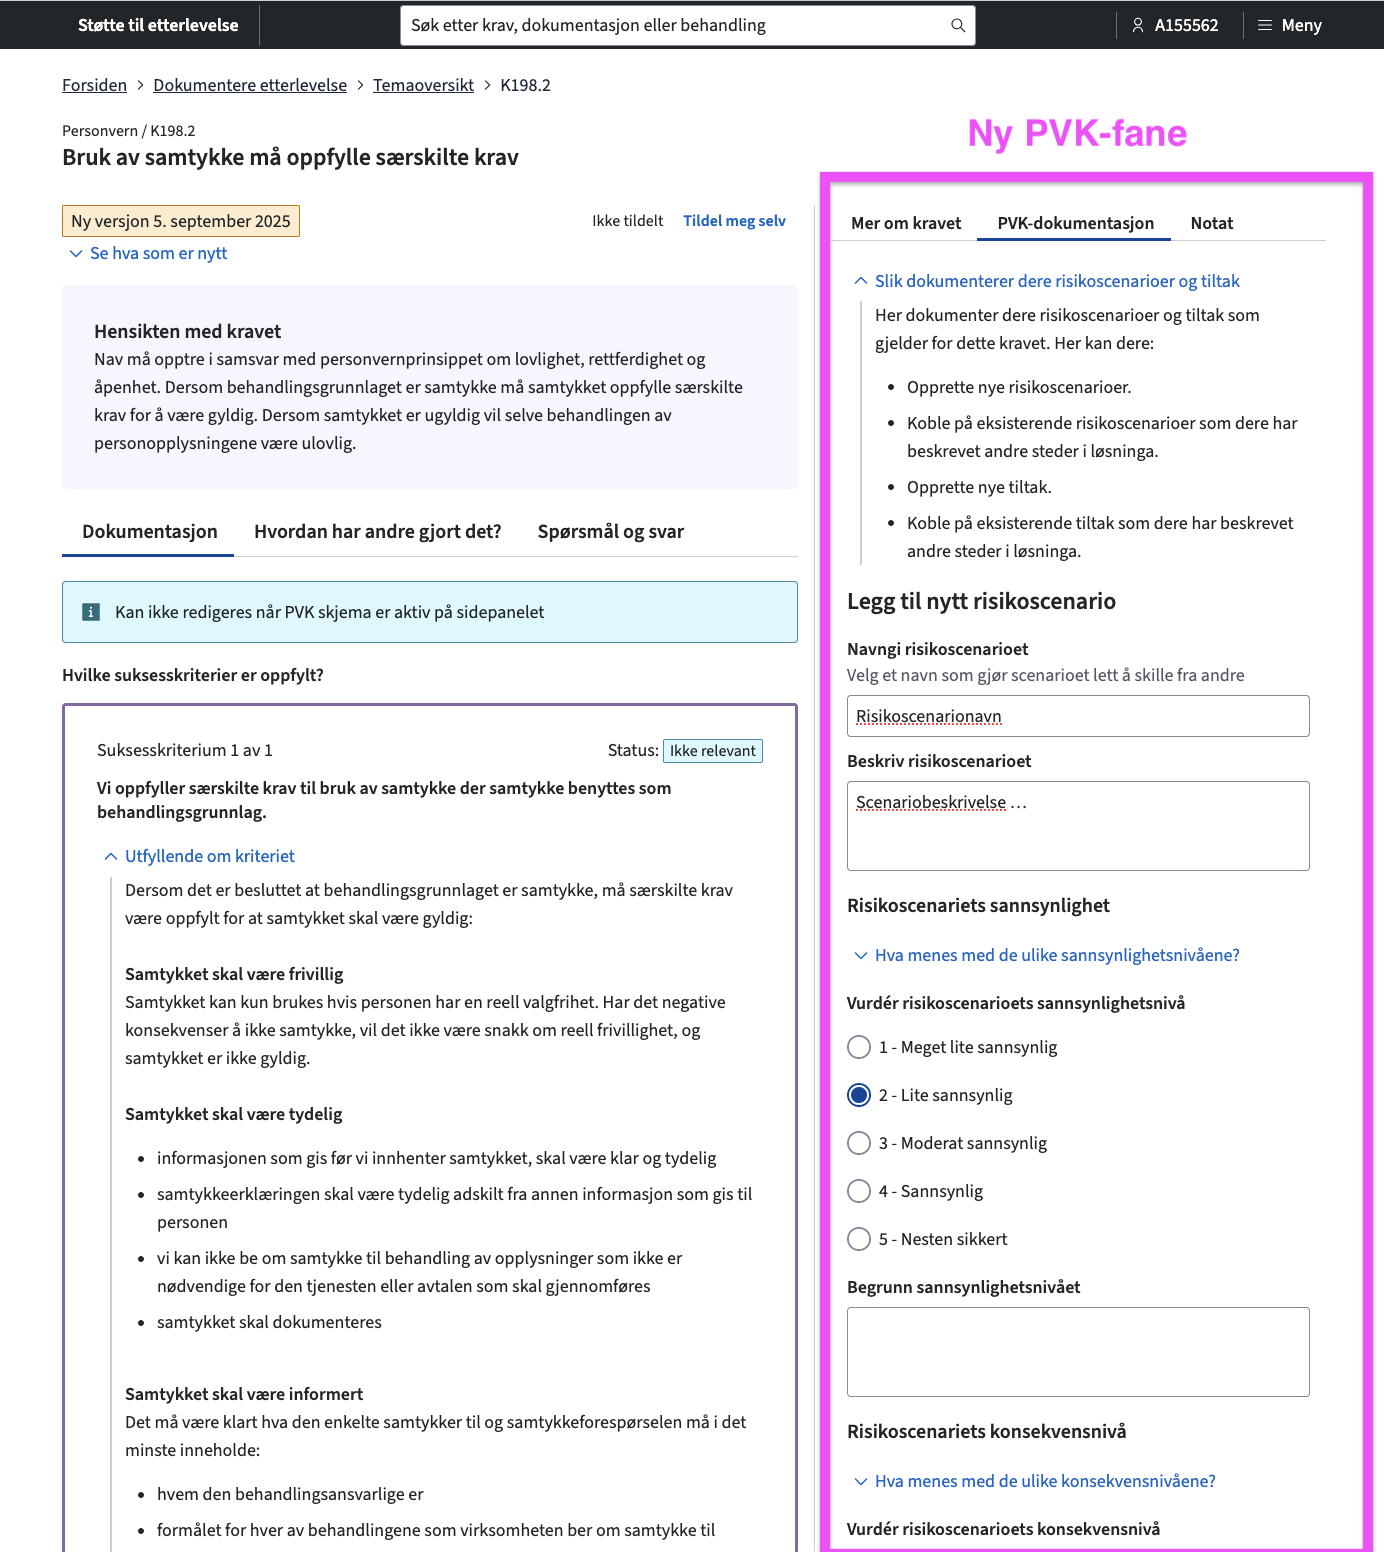 Støtte til etterlevelse
Søk etter krav, dokumentasjon eller behandling
A155562
Meny
Forsiden > Dokumentere etterlevelse > Temaoversikt > K198.2
Personvern / K198.2
Bruk av samtykke må oppfylle særskilte krav
Ny versjon 5. september 2025
Ikke tildelt
Tildel meg selv
Se hva som er nytt
Hensikten med kravet
Nav må opptre i samsvar med personvernprinsippet om lovlighet, rettferdighet og
åpenhet. Dersom behandlingsgrunnlaget er samtykke må samtykket oppfylle særskilte
krav for å være gyldig. Dersom samtykket er ugyldig vil selve behandlingen av
personopplysningene være ulovlig.
Dokumentasjon
Hvordan har andre gjort det?
Spørsmål og svar
Kan ikke redigeres når PVK skjema er aktiv på sidepanelet
Hvilke suksesskriterier er oppfylt?
Suksesskriterium 1 av 1
Status: Ikke relevant
Vi oppfyller særskilte krav til bruk av samtykke der samtykke benyttes som
behandlingsgrunnlag.
Utfyllende om kriteriet
Dersom det er besluttet at behandlingsgrunnlaget er samtykke, må særskilte krav
være oppfylt for at samtykket skal være gyldig:
Samtykket skal være frivillig
Samtykket kan kun brukes hvis personen har en reell valgfrihet. Har det negative
konsekvenser å ikke samtykke, vil det ikke være snakk om reell frivillighet, og
samtykket er ikke gyldig.
Samtykket skal være tydelig
• informasjonen som gis før vi innhenter samtykket, skal være klar og tydelig
• samtykkeerklæringen skal være tydelig adskilt fra annen informasjon som gis til
personen
• vi kan ikke be om samtykke til behandling av opplysninger som ikke er
nødvendige for den tjenesten eller avtalen som skal gjennomføres
• samtykket skal dokumenteres
Samtykket skal være informert
Det må være klart hva den enkelte samtykker til og samtykkeforespørselen må i det
minste inneholde:
• hvem den behandlingsansvarlige er
• formålet for hver av behandlingene som virksomheten ber om samtykke til
Ny PVK-fane
Mer om kravet
PVK-dokumentasjon
Notat
Slik dokumenterer dere risikoscenarioer og tiltak
Her dokumenter dere risikoscenarioer og tiltak som
gjelder for dette kravet. Her kan dere:
• Opprette nye risikoscenarioer.
• Koble på eksisterende risikoscenarioer som dere har
beskrevet andre steder i løsninga.
• Opprette nye tiltak.
• Koble på eksisterende tiltak som dere har beskrevet
andre steder i løsninga.
Legg til nytt risikoscenario
Navngi risikoscenarioet
Velg et navn som gjør scenarioet lett å skille fra andre
Risikoscenarionavn
Beskriv risikoscenarioet
Scenariobeskrivelse …
Risikoscenariets sannsynlighet
Hva menes med de ulike sannsynlighetsnivåene?
Vurdér risikoscenarioets sannsynlighetsnivå
1 - Meget lite sannsynlig
2 - Lite sannsynlig
3 - Moderat sannsynlig
4 - Sannsynlig
5 - Nesten sikkert
Begrunn sannsynlighetsnivået
Risikoscenariets konsekvensnivå
Hva menes med de ulike konsekvensnivåene?
Vurdér risikoscenarioets konsekvensnivå